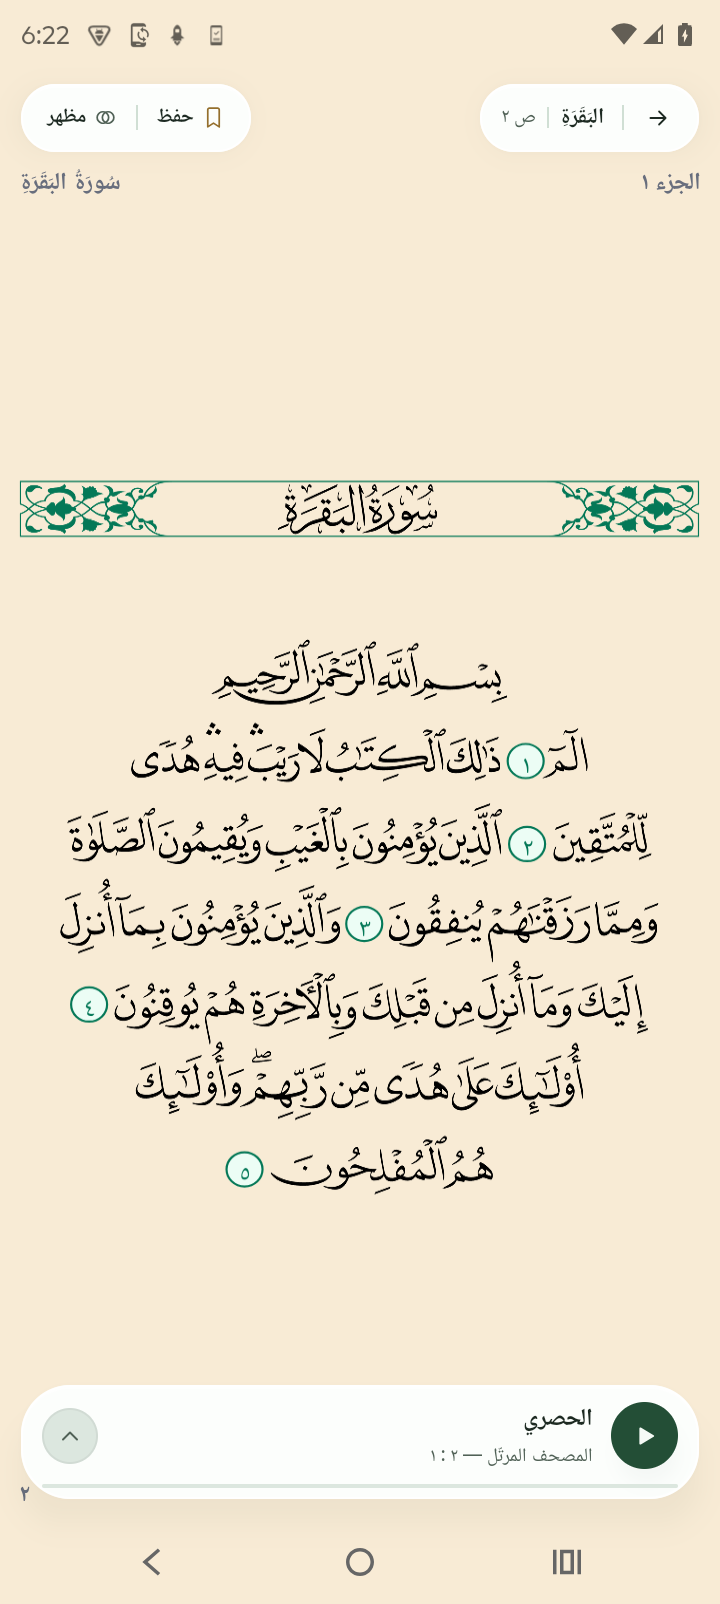 6:22
البَقَرَةِ ص ٢
حفظ مظهر
الجزء ١
سُورَةُ البَقَرَةِ
سُورَةُ البَقَرَةِ
بِسْمِ ٱللَّهِ ٱلرَّحْمَٰنِ ٱلرَّحِيمِ
الٓمٓ ١ ذَٰلِكَ ٱلْكِتَٰبُ لَا رَيْبَۛ فِيهِۛ هُدًى
لِّلْمُتَّقِينَ ٢ ٱلَّذِينَ يُؤْمِنُونَ بِٱلْغَيْبِ وَيُقِيمُونَ ٱلصَّلَوٰةَ
وَمِمَّا رَزَقْنَٰهُمْ يُنفِقُونَ ٣ وَٱلَّذِينَ يُؤْمِنُونَ بِمَآ أُنزِلَ
إِلَيْكَ وَمَآ أُنزِلَ مِن قَبْلِكَ وَبِٱلْأَخِرَةِ هُمْ يُوقِنُونَ ٤
أُوْلَٰٓئِكَ عَلَىٰ هُدًى مِّن رَّبِّهِمْۖ وَأُوْلَٰٓئِكَ
هُمُ ٱلْمُفْلِحُونَ ٥
الحصري
المصحف المرتّل — ٢ : ١
٢